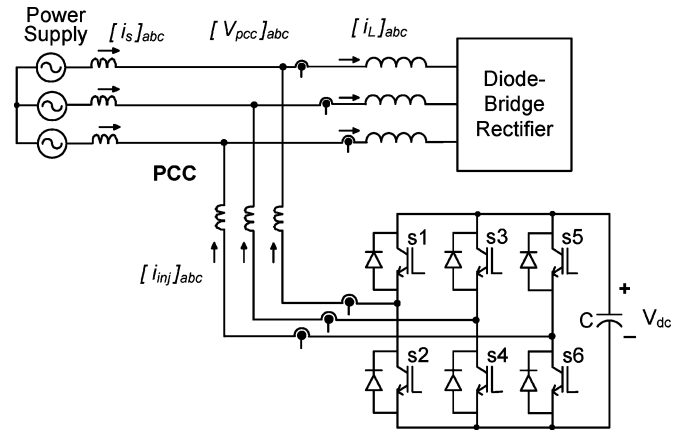 Power
Supply
[ is ]abc
[ Vpcc ]abc
[ iL ]abc
Diode-
Bridge
Rectifier
PCC
[ iinj ]abc
s1
s3
s5
+
C
Vdc
−
s2
s4
s6